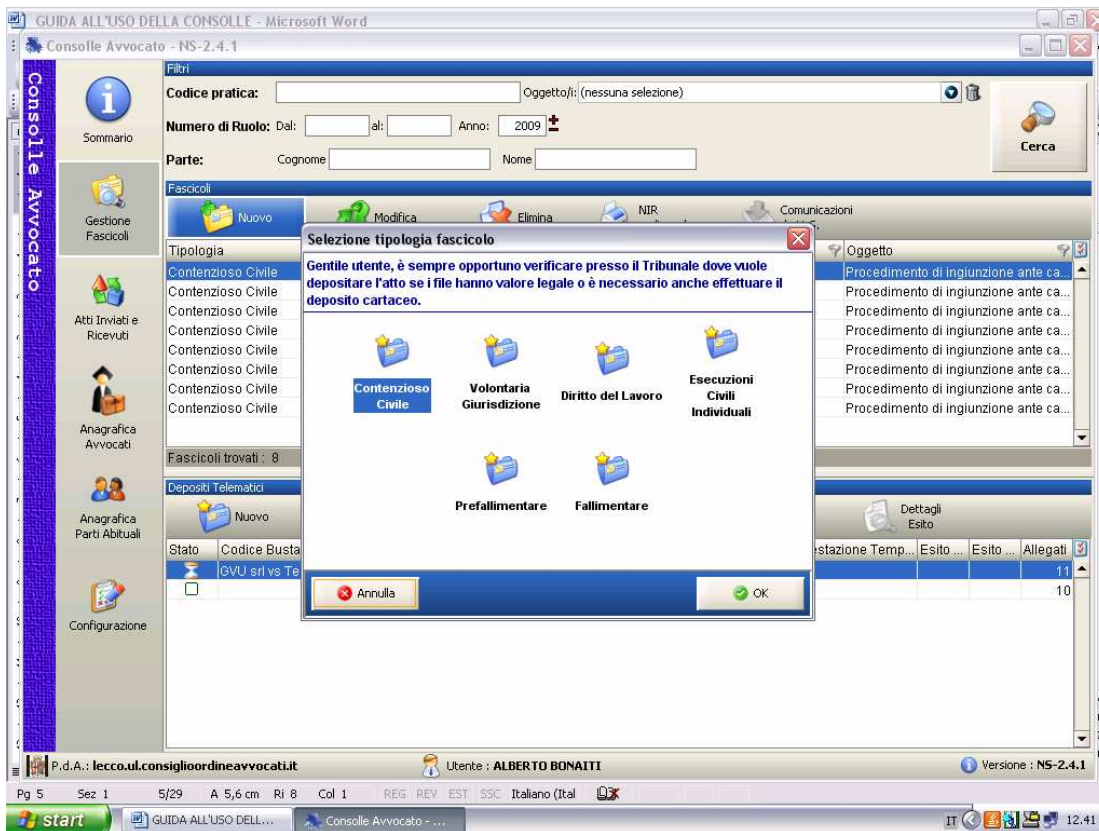 GUIDA ALL'USO DELLA CONSOLLE - Microsoft Word
Consolle Avvocato - NS-2.4.1
Consolle Avvocato
Sommario
Gestione
Fascicoli
Atti Inviati e
Ricevuti
Anagrafica
Avvocati
Anagrafica
Parti Abituali
Configurazione
Filtri
Codice pratica: Oggetto/i: (nessuna selezione)
Numero di Ruolo: Dal: al: Anno: 2009
Parte: Cognome Nome
Cerca
Fascicoli
Nuovo Modifica Elimina NIR Comunicazioni
Tipologia Oggetto
Contenzioso Civile Procedimento di ingiunzione ante ca...
Contenzioso Civile Procedimento di ingiunzione ante ca...
Contenzioso Civile Procedimento di ingiunzione ante ca...
Contenzioso Civile Procedimento di ingiunzione ante ca...
Contenzioso Civile Procedimento di ingiunzione ante ca...
Contenzioso Civile Procedimento di ingiunzione ante ca...
Contenzioso Civile Procedimento di ingiunzione ante ca...
Contenzioso Civile Procedimento di ingiunzione ante ca...
Fascicoli trovati : 8
Selezione tipologia fascicolo
Gentile utente, è sempre opportuno verificare presso il Tribunale dove vuole
depositare l'atto se i file hanno valore legale o è necessario anche effettuare il
deposito cartaceo.
Contenzioso
Civile
Volontaria
Giurisdizione
Diritto del Lavoro
Esecuzioni
Civili
Individuali
Prefallimentare
Fallimentare
Annulla OK
Depositi Telematici
Nuovo
Dettagli
Esito
Stato Codice Busta Temp... Esito ... Esito ... Allegati
GVU srl vs Te 11
10
P.d.A.: lecco.ul.consiglioordineavvocati.it Utente : ALBERTO BONAITI Versione : NS-2.4.1
Pg 5 Sez 1 5/29 A 5,6 cm Ri 8 Col 1 REG REV EST SSC Italiano (Ital
start GUIDA ALL'USO DELL... Consolle Avvocato - ... IT 12.41